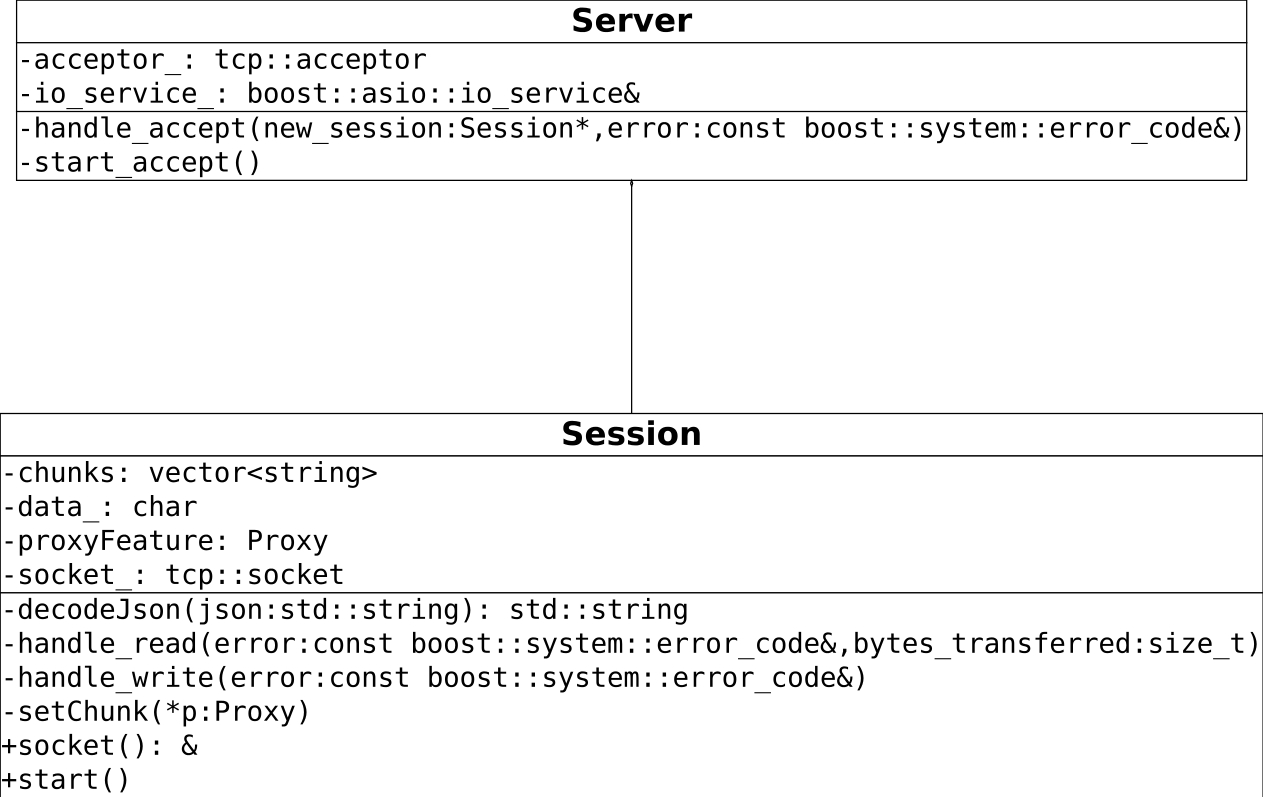 Server
-acceptor_: tcp::acceptor
-io_service_: boost::asio::io_service&
-handle_accept(new_session:Session*,error:const boost::system::error_code&)
-start_accept()
Session
-chunks: vector<string>
-data_: char
-proxyFeature: Proxy
-socket_: tcp::socket
-decodeJson(json:std::string): std::string
-handle_read(error:const boost::system::error_code&,bytes_transferred:size_t)
-handle_write(error:const boost::system::error_code&)
-setChunk(*p:Proxy)
+socket(): &
+start()